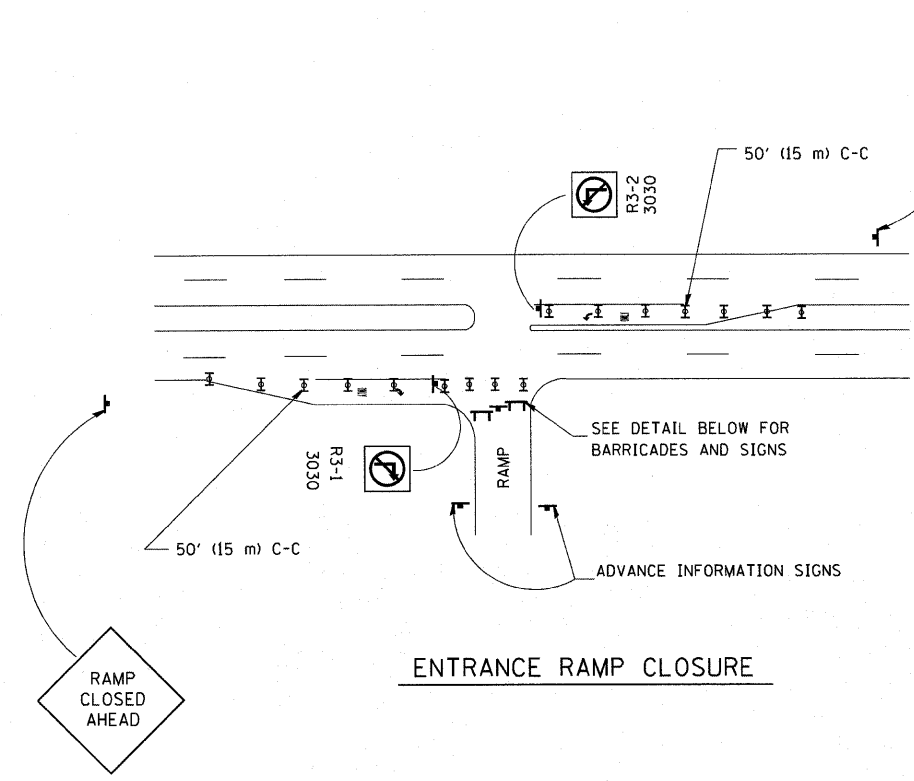 50' (15 m) C-C
R3-2
3030
SEE DETAIL BELOW FOR
BARRICADES AND SIGNS
R3-1
3030
RAMP
50' (15 m) C-C
ADVANCE INFORMATION SIGNS
ENTRANCE RAMP CLOSURE
RAMP
CLOSED
AHEAD